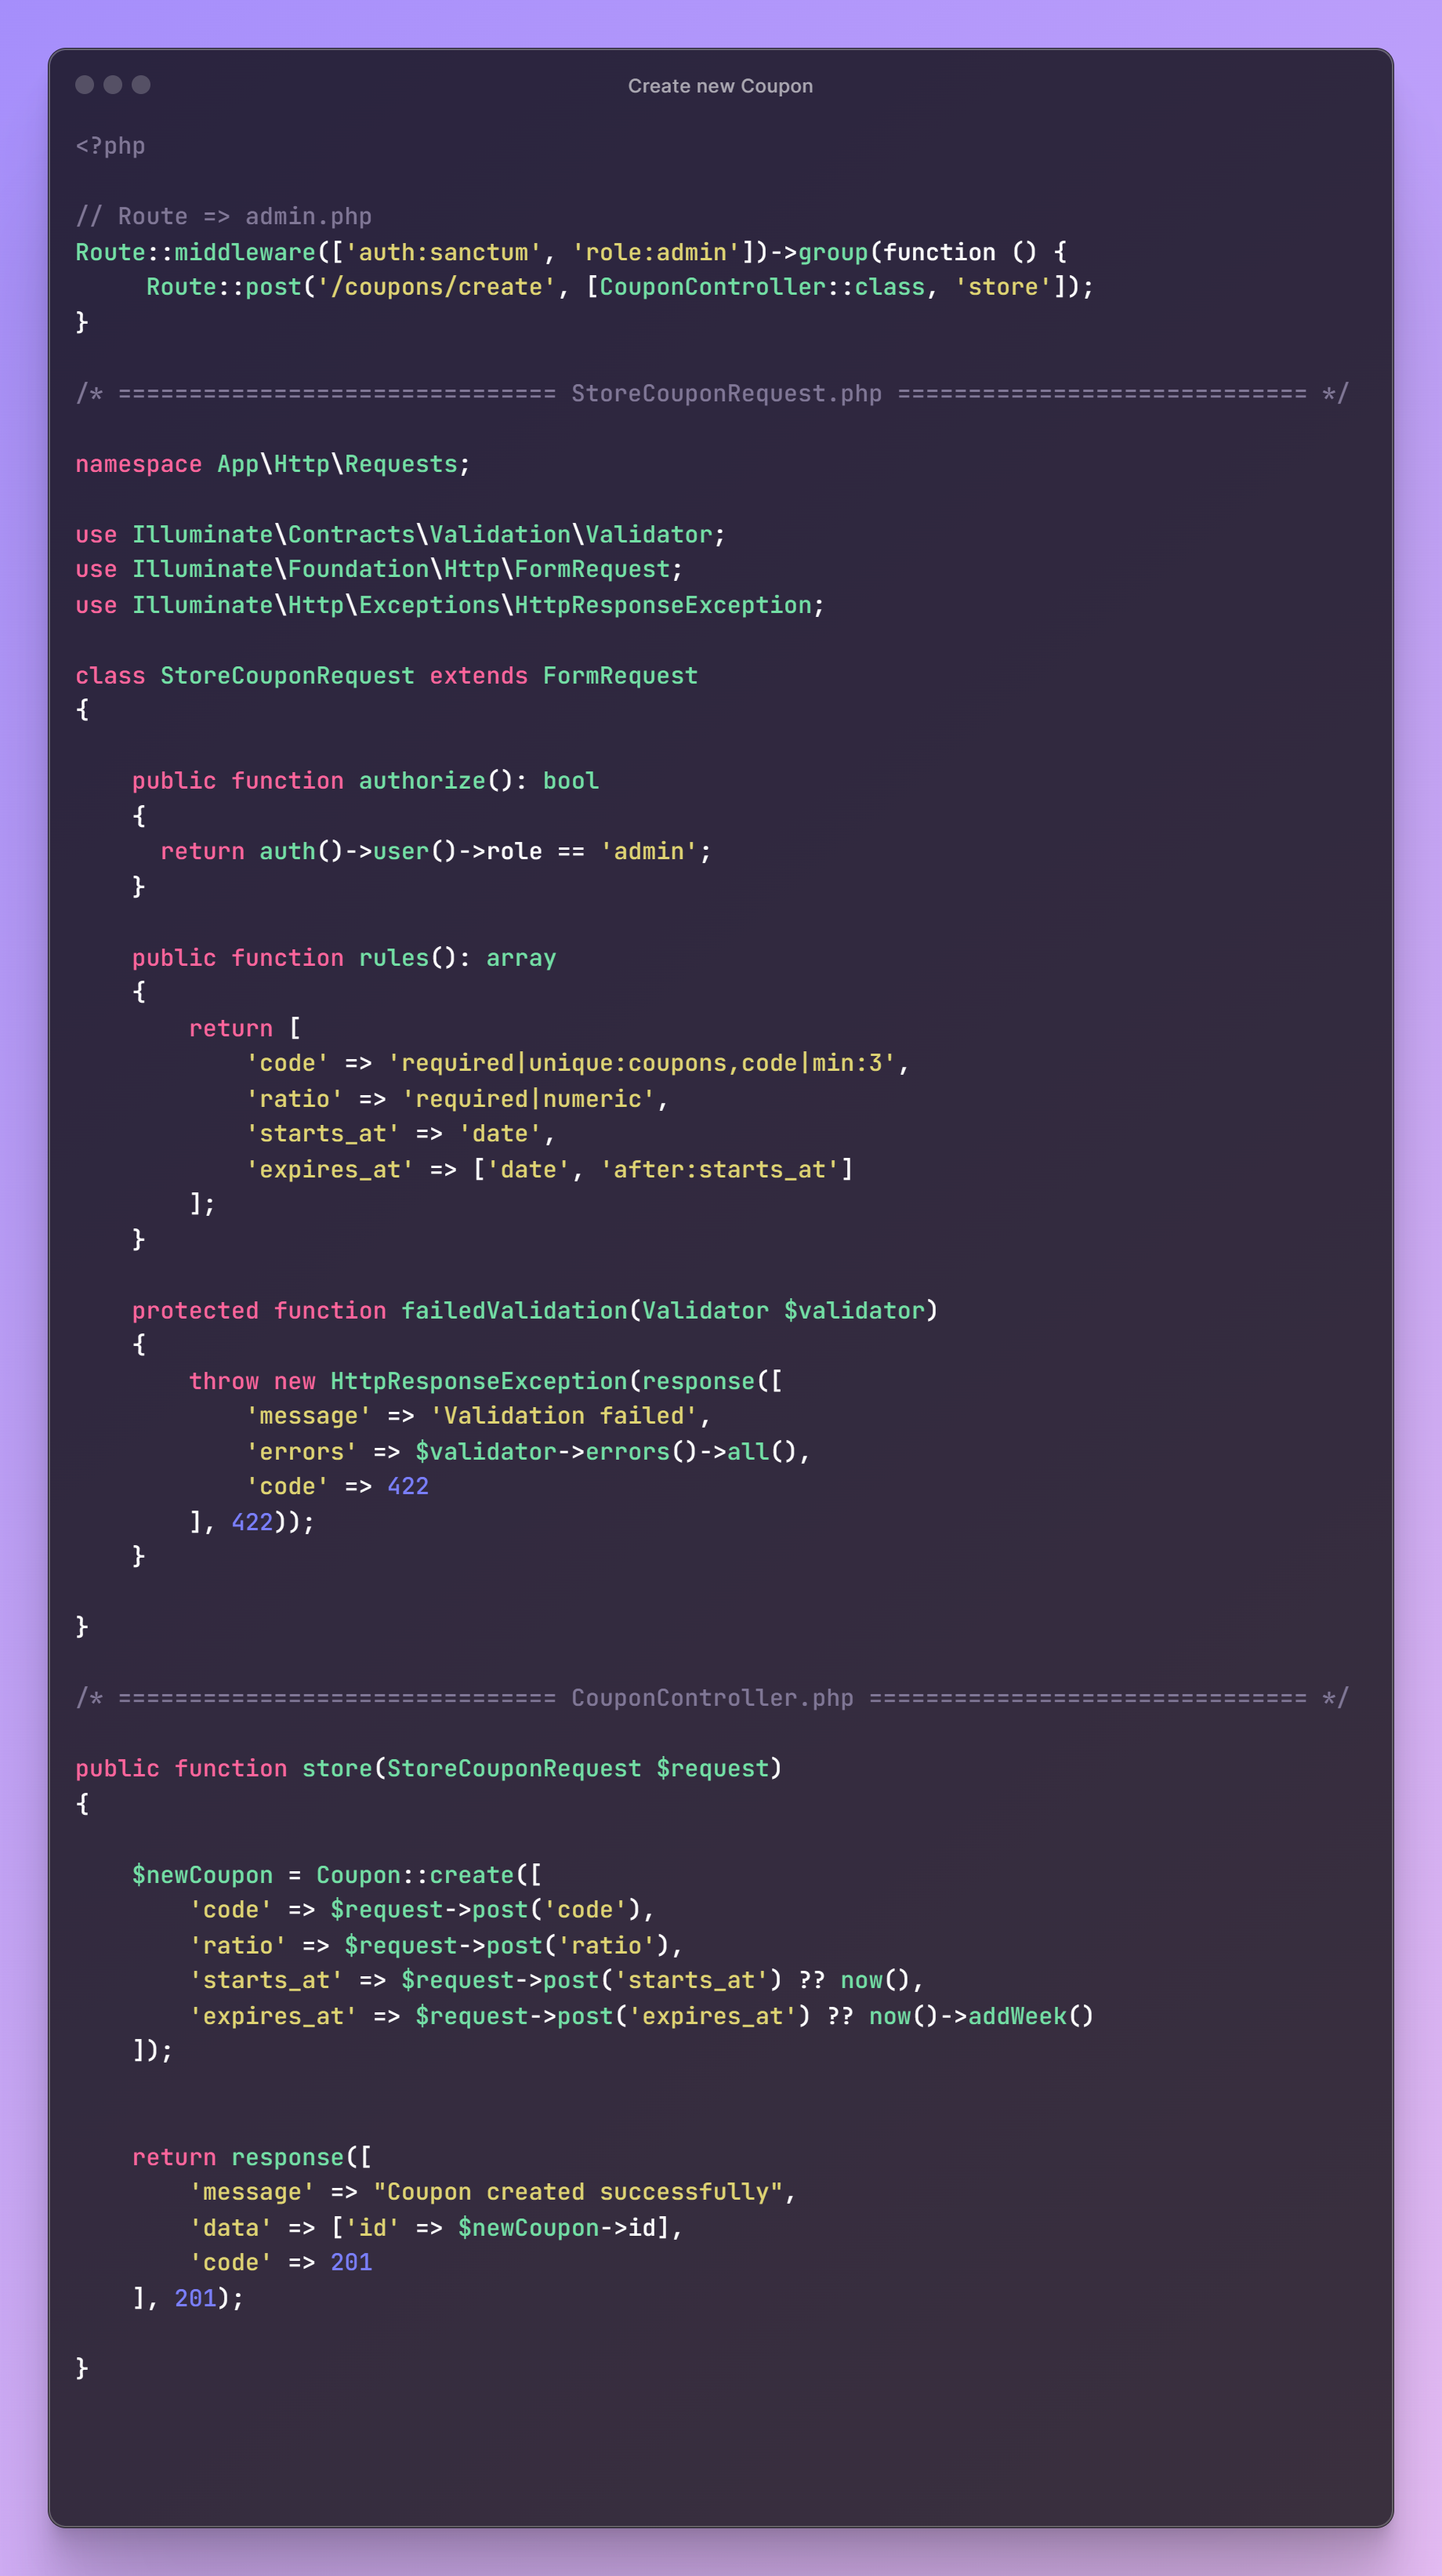 Create new Coupon
<?php
// Route => admin.php
Route::middleware(['auth:sanctum', 'role:admin'])->group(function () {
     Route::post('/coupons/create', [CouponController::class, 'store']);
}
/* =============================== StoreCouponRequest.php ============================= */
namespace App\Http\Requests;
use Illuminate\Contracts\Validation\Validator;
use Illuminate\Foundation\Http\FormRequest;
use Illuminate\Http\Exceptions\HttpResponseException;
class StoreCouponRequest extends FormRequest
{
    public function authorize(): bool
    {
      return auth()->user()->role == 'admin';
    }
    public function rules(): array
    {
        return [
            'code' => 'required|unique:coupons,code|min:3',
            'ratio' => 'required|numeric',
            'starts_at' => 'date',
            'expires_at' => ['date', 'after:starts_at']
        ];
    }
    protected function failedValidation(Validator $validator)
    {
        throw new HttpResponseException(response([
            'message' => 'Validation failed',
            'errors' => $validator->errors()->all(),
            'code' => 422
        ], 422));
    }
}
/* =============================== CouponController.php =============================== */
public function store(StoreCouponRequest $request)
{
    $newCoupon = Coupon::create([
        'code' => $request->post('code'),
        'ratio' => $request->post('ratio'),
        'starts_at' => $request->post('starts_at') ?? now(),
        'expires_at' => $request->post('expires_at') ?? now()->addWeek()
    ]);
    return response([
        'message' => "Coupon created successfully",
        'data' => ['id' => $newCoupon->id],
        'code' => 201
    ], 201);
}